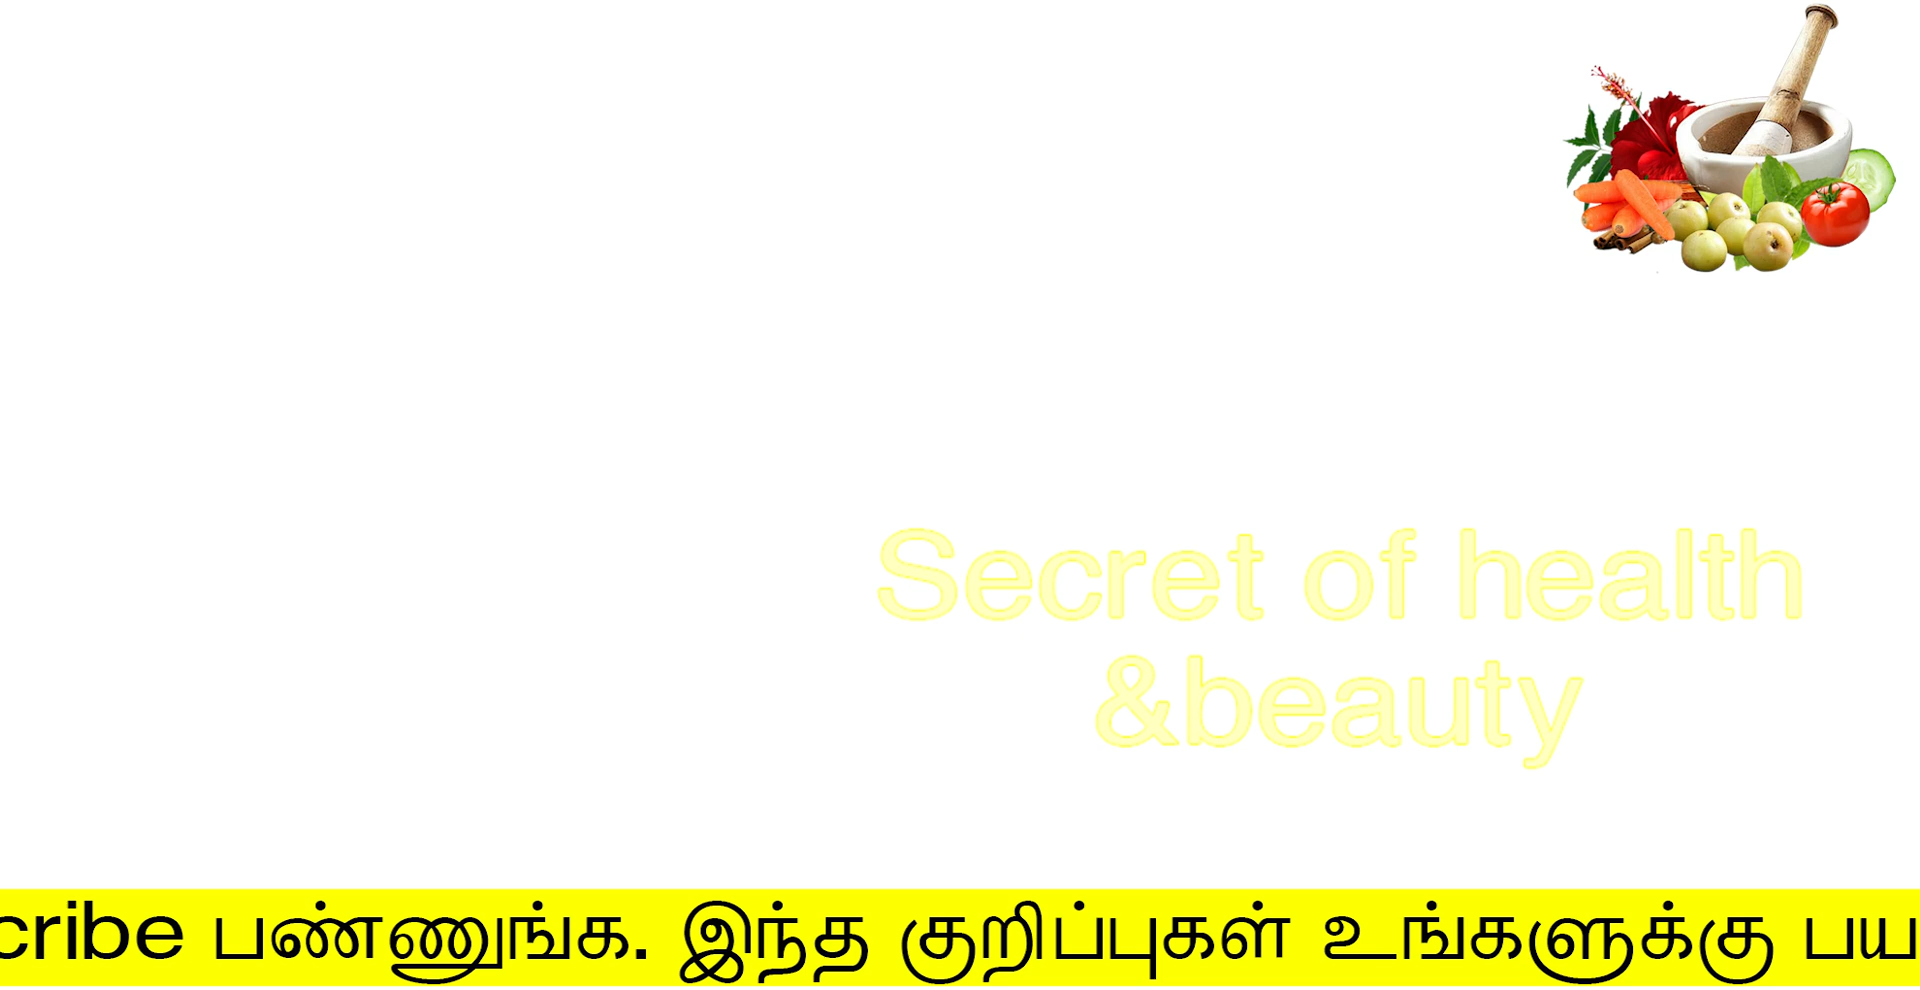 Secret of health
&beauty
cribe பண்ணுங்க. இந்த குறிப்புகள் உங்களுக்கு பய